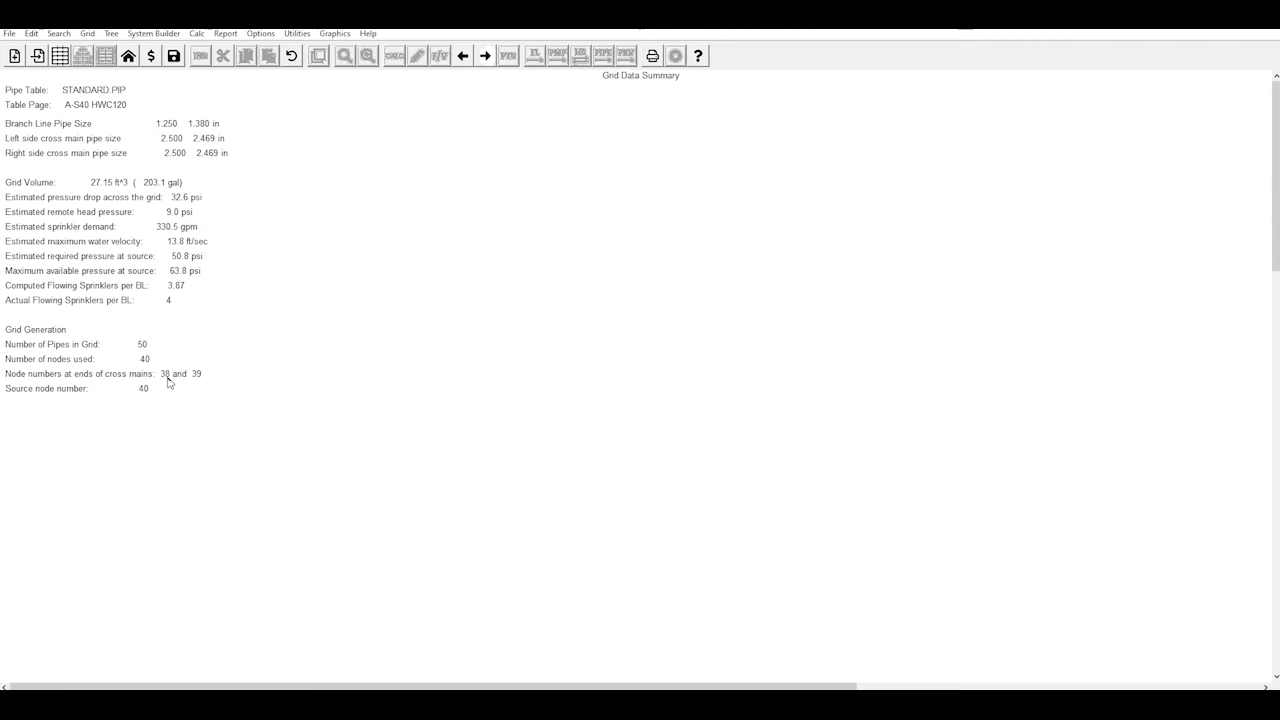 File Edit Search Grid Tree System Builder Calc Report Options Utilities Graphics Help
Grid Data Summary
Pipe Table: STANDARD.PIP
Table Page: A-S40 HWC120
Branch Line Pipe Size 1.250 1.380 in
Left side cross main pipe size 2.500 2.469 in
Right side cross main pipe size 2.500 2.469 in
Grid Volume: 27.15 ft^3 ( 203.1 gal)
Estimated pressure drop across the grid: 32.6 psi
Estimated remote head pressure: 9.0 psi
Estimated sprinkler demand: 330.5 gpm
Estimated maximum water velocity: 13.8 ft/sec
Estimated required pressure at source: 50.8 psi
Maximum available pressure at source: 63.8 psi
Computed Flowing Sprinklers per BL: 3.87
Actual Flowing Sprinklers per BL: 4
Grid Generation
Number of Pipes in Grid: 50
Number of nodes used: 40
Node numbers at ends of cross mains: 38 and 39
Source node number: 40